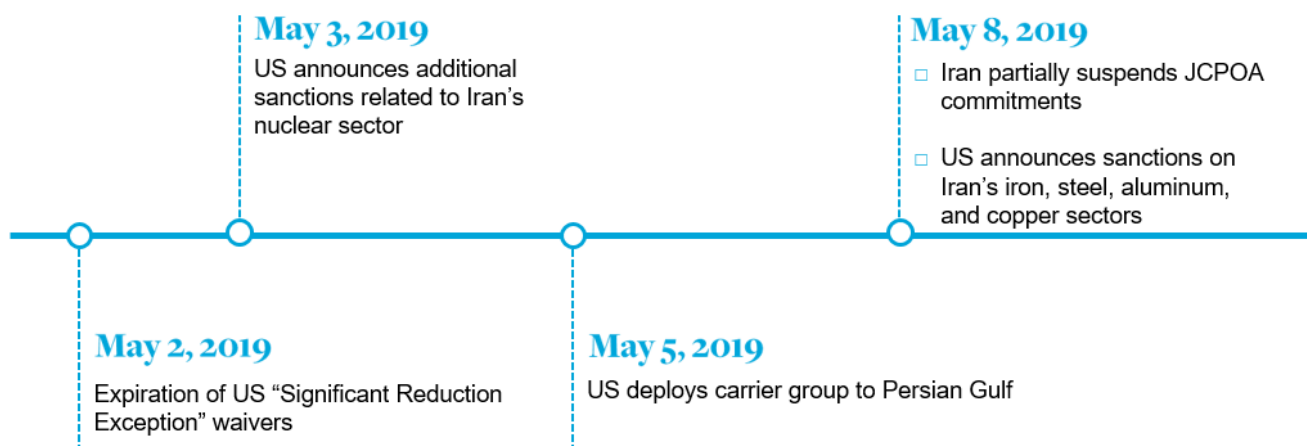 May 3, 2019
US announces additional
sanctions related to Iran's
nuclear sector
May 8, 2019
□ Iran partially suspends JCPOA
commitments
□ US announces sanctions on
Iran's iron, steel, aluminum,
and copper sectors
May 2, 2019
Expiration of US “Significant Reduction
Exception” waivers
May 5, 2019
US deploys carrier group to Persian Gulf